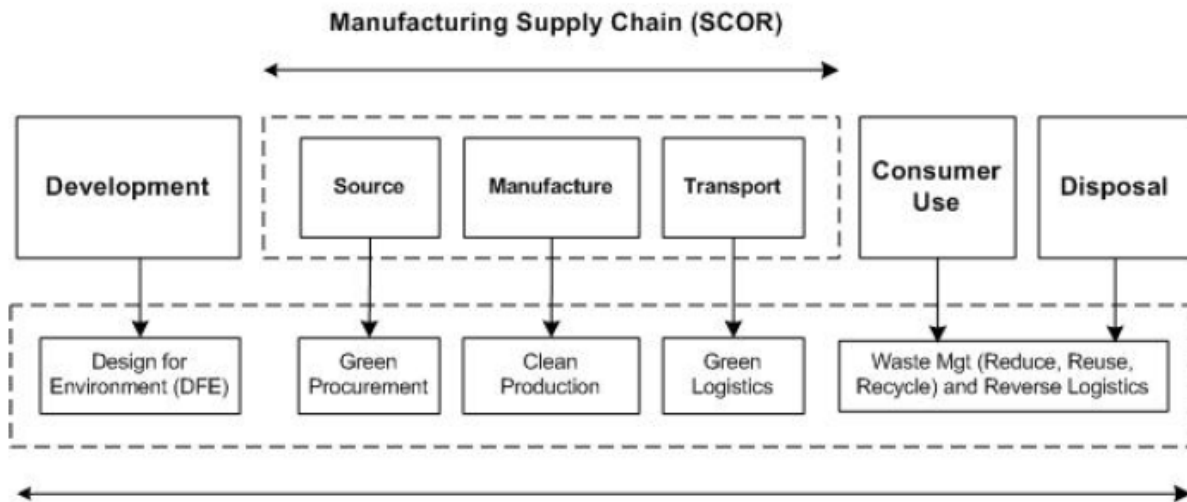 Manufacturing Supply Chain (SCOR)
Development
Source
Manufacture
Transport
Consumer
Use
Disposal
Design for
Environment (DFE)
Green
Procurement
Clean
Production
Green
Logistics
Waste Mgt (Reduce, Reuse,
Recycle) and Reverse Logistics